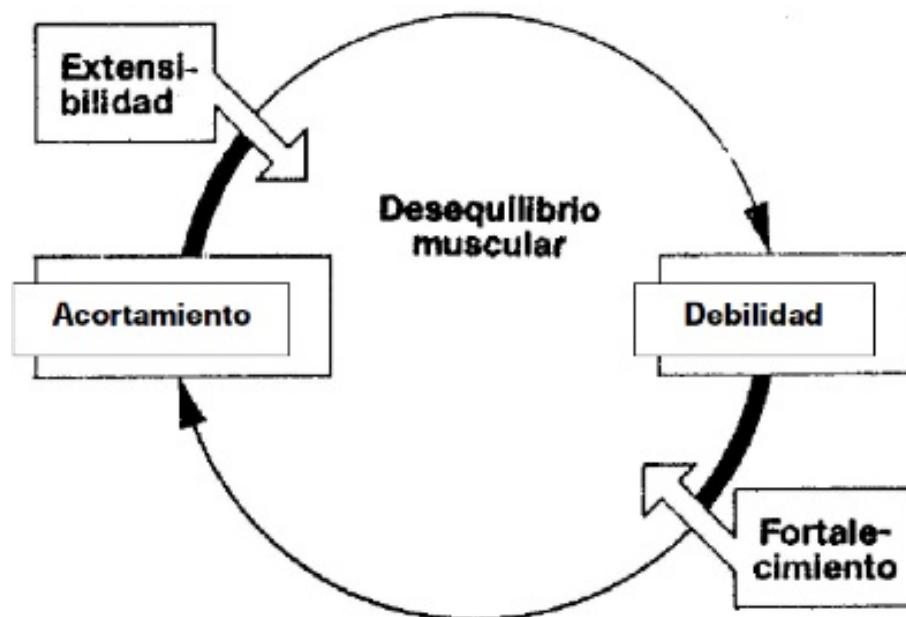 Extensi-
bilidad
Desequilibrio
muscular
Acortamiento
Debilidad
Fortale-
cimiento